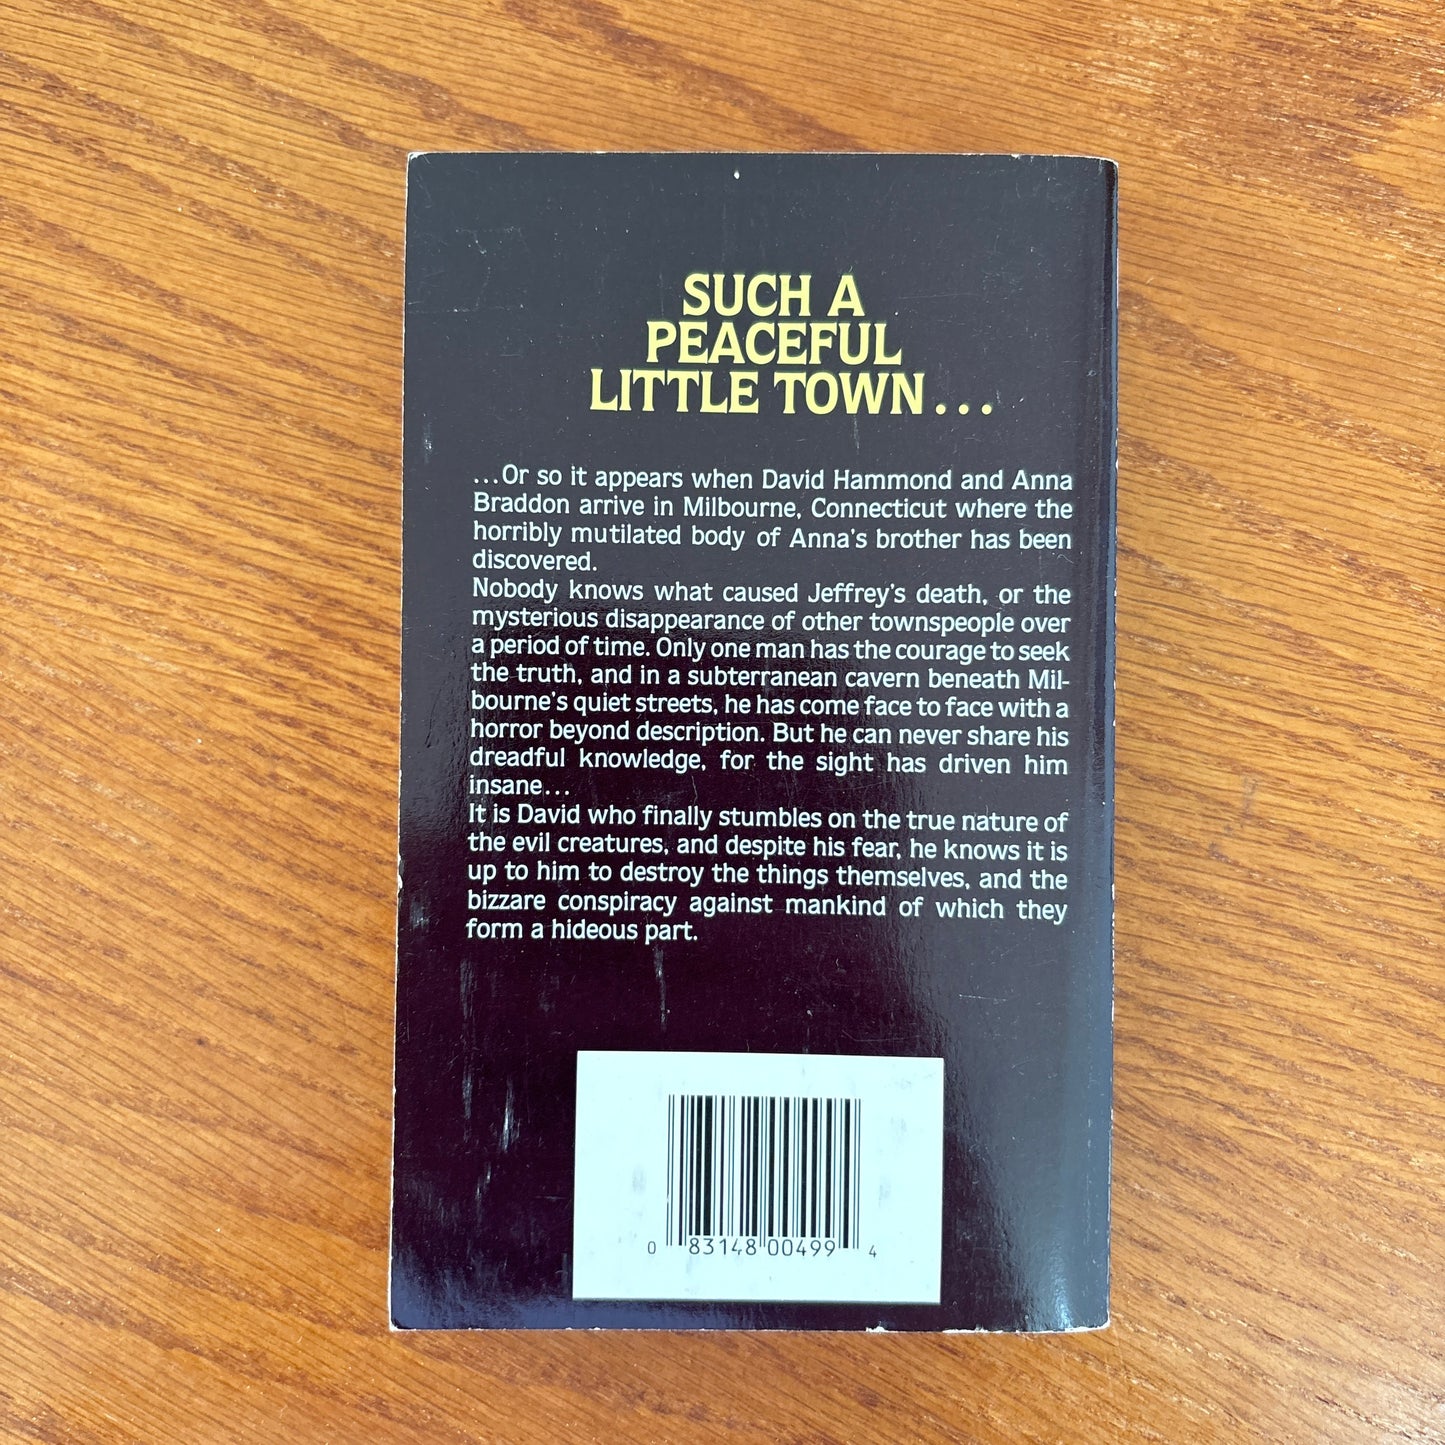 SUCH A
PEACEFUL
LITTLE TOWN...
...Or so it appears when David Hammond and Anna
Braddon arrive in Milbourne, Connecticut where the
horribly mutilated body of Anna's brother has been
discovered.
Nobody knows what caused Jeffrey's death, or the
mysterious disappearance of other townspeople over
a period of time. Only one man has the courage to seek
the truth, and in a subterranean cavern beneath Mil-
bourne's quiet streets, he has come face to face with a
horror beyond description. But he can never share his
dreadful knowledge, for the sight has driven him
insane...
It is David who finally stumbles on the true nature of
the evil creatures, and despite his fear, he knows it is
up to him to destroy the things themselves, and the
bizzare conspiracy against mankind of which they
form a hideous part.
0 83148 00499 4